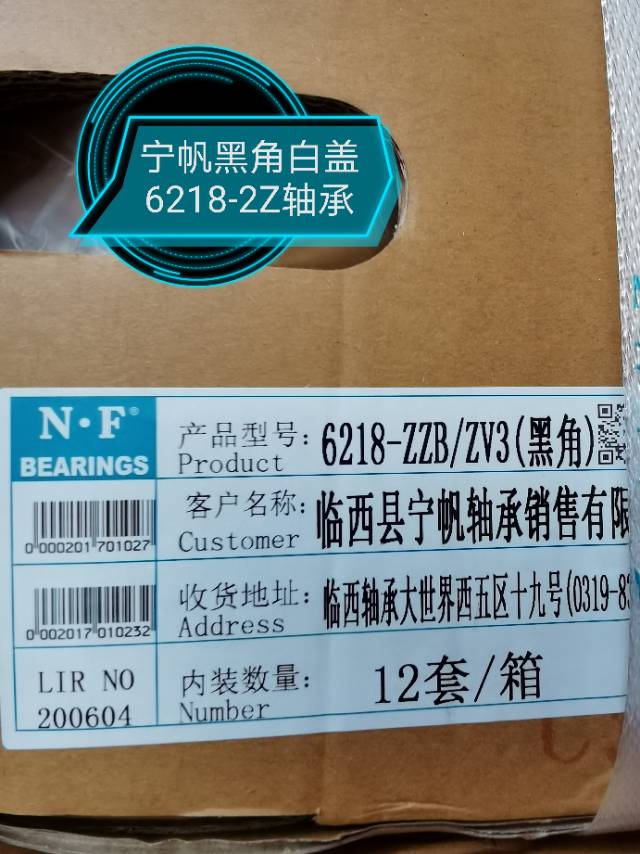 宁帆黑角白盖
6218-2Z轴承
N·F®
BEARINGS
产品型号：6218-ZZB/ZV3(黑角)
Product
0 000201 701027
客户名称：临西县宁帆轴承销售有限
Customer
0 002017 010232
收货地址：临西轴承大世界西五区十九号(0319-8
Address
LIR NO
200604
内装数量：12套/箱
Number